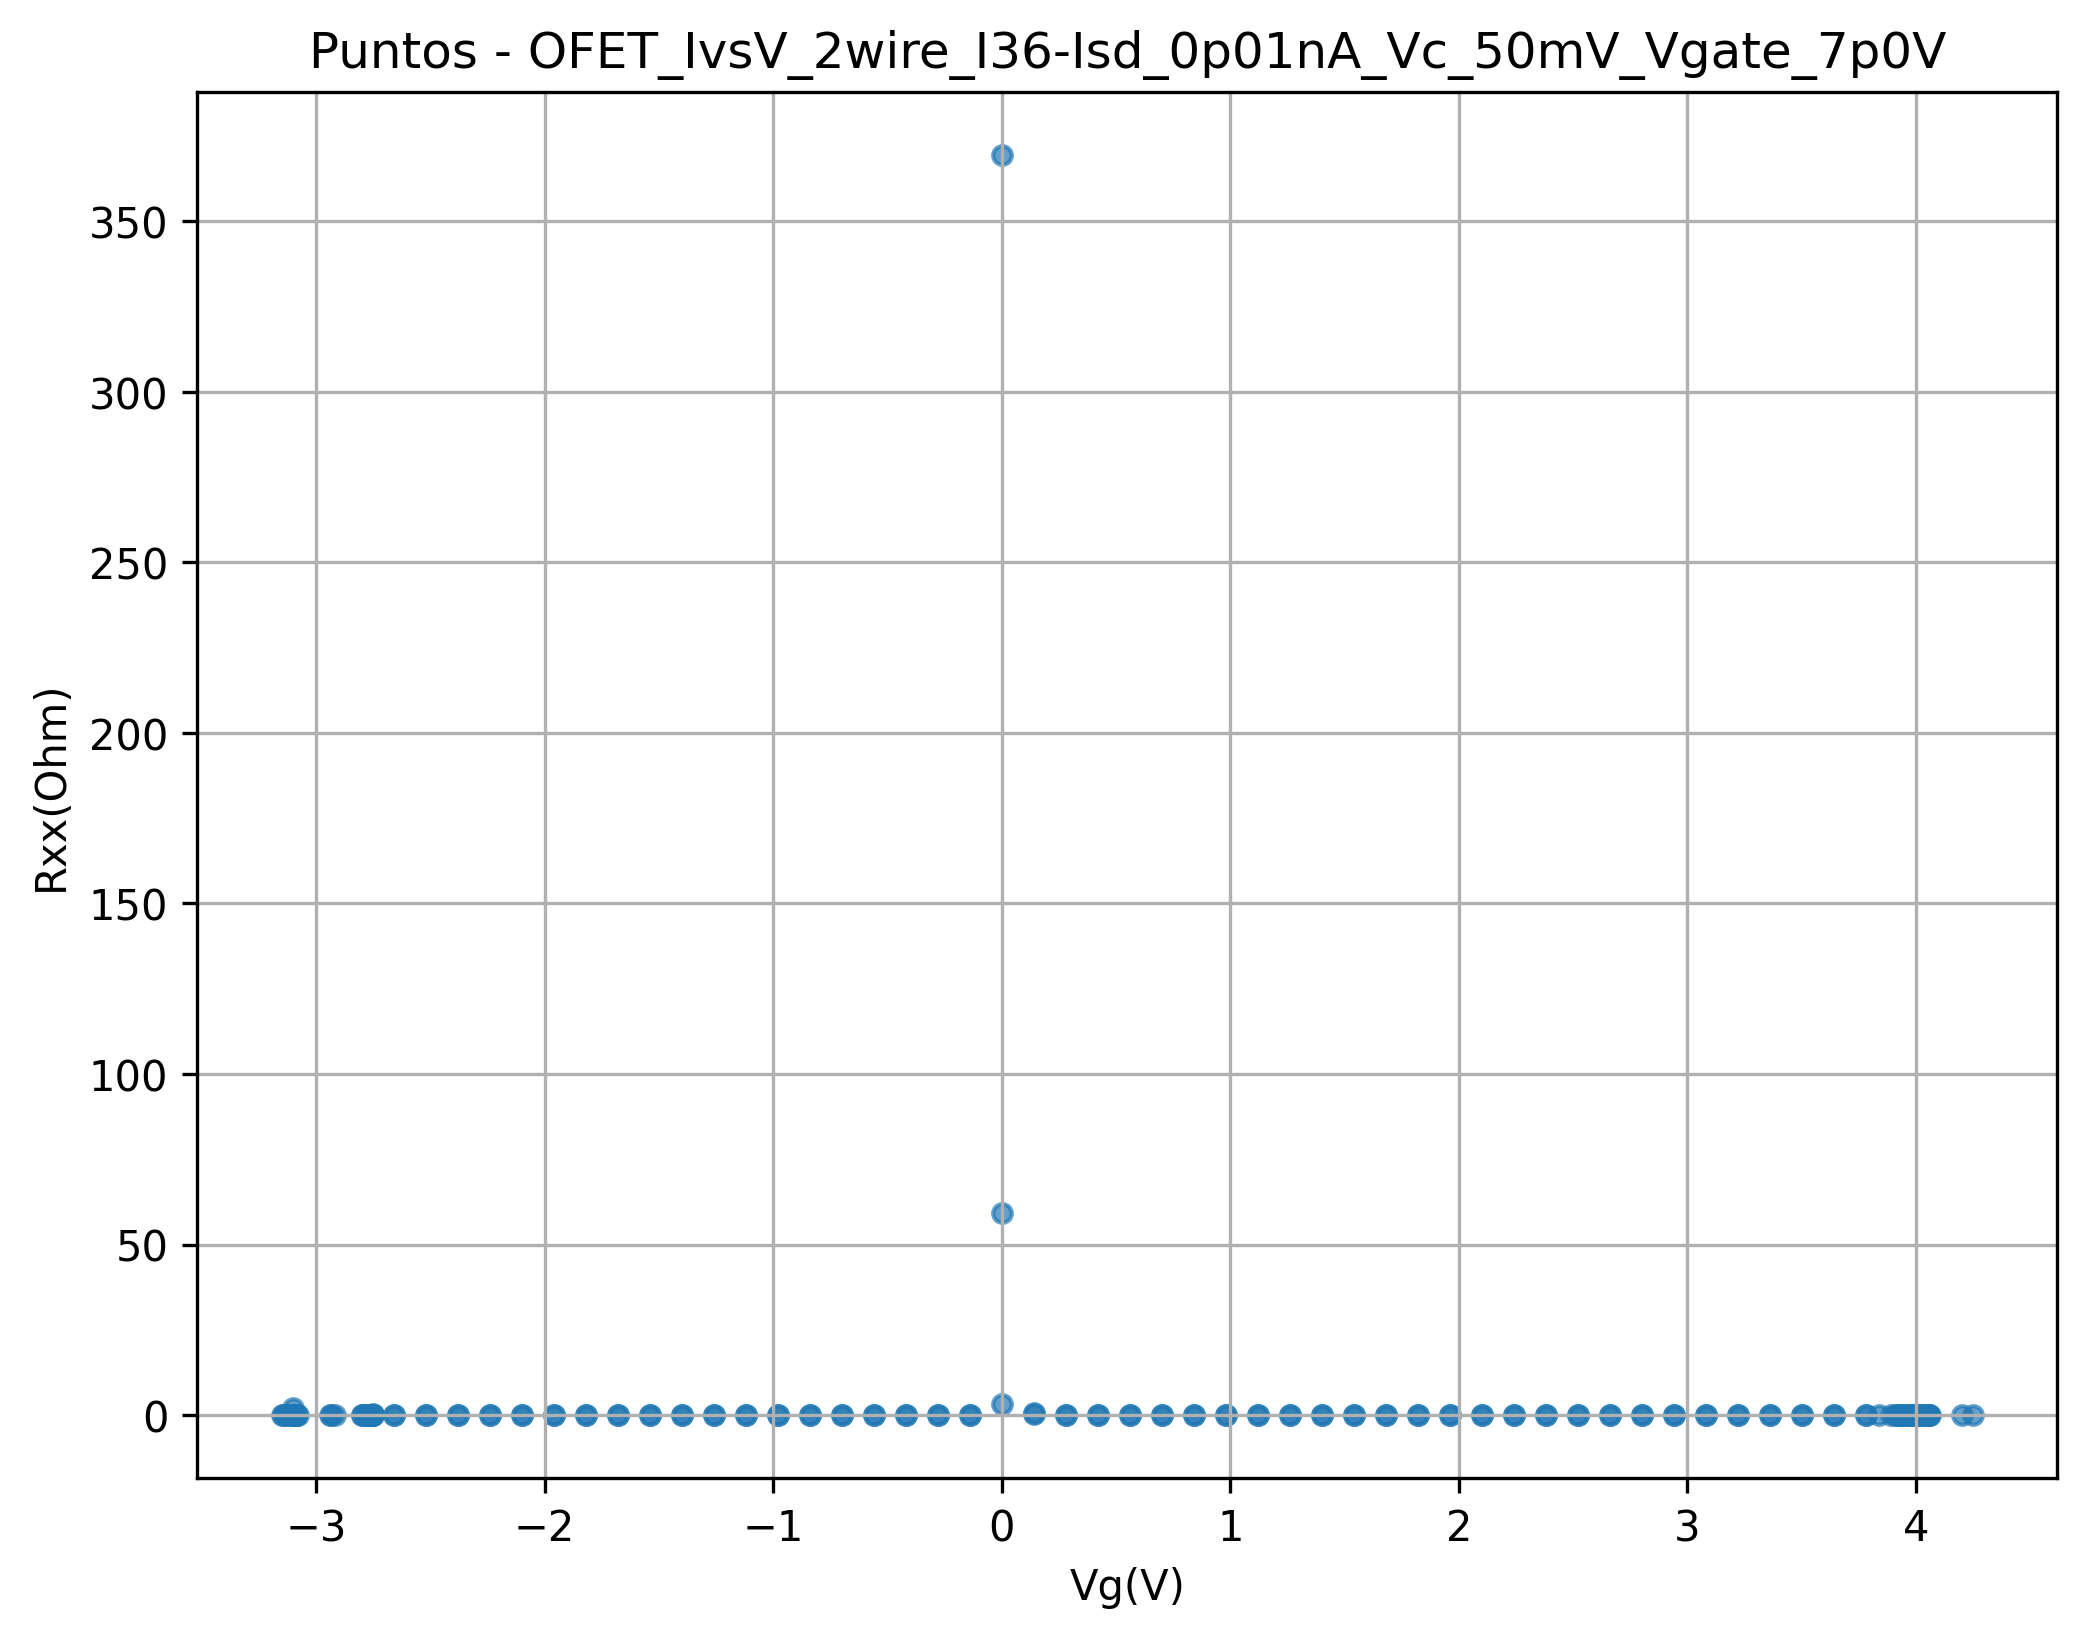 Puntos - OFET_IvsV_2wire_I36-Isd_0p01nA_Vc_50mV_Vgate_7p0V
350
300
250
200
150
100
50
0
Rxx(Ohm)
−3 −2 −1 0 1 2 3 4
Vg(V)